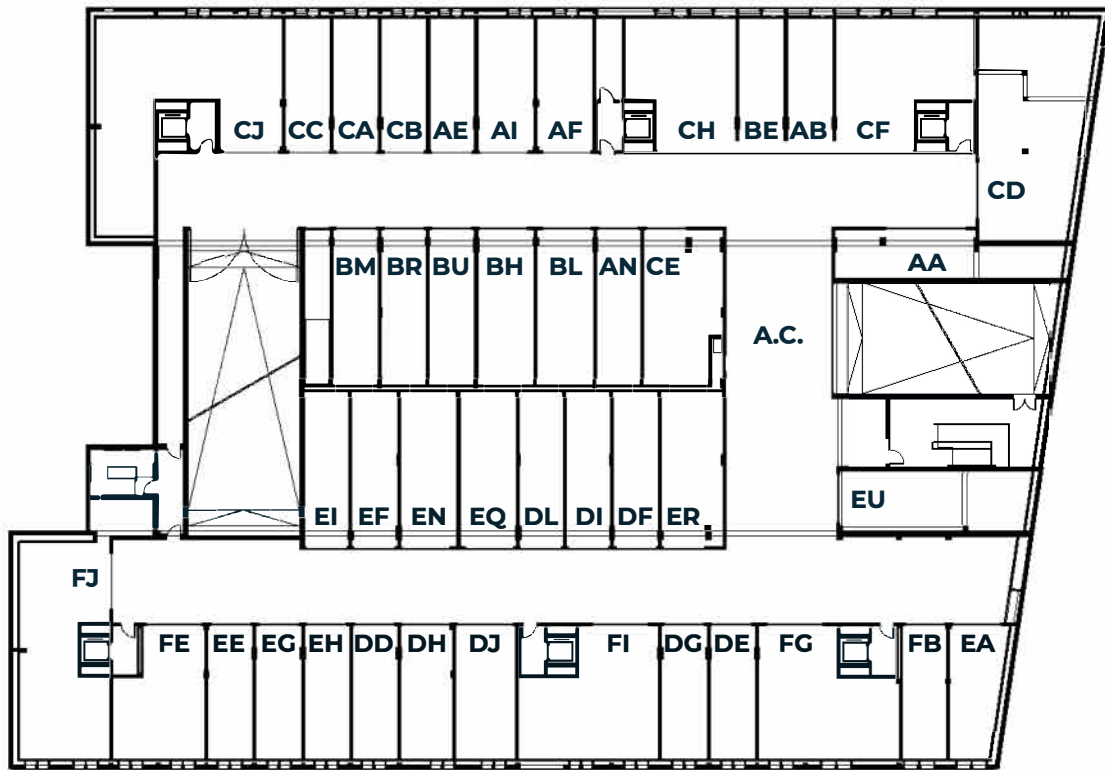 CJ CC CA CB AE AI AF CH BE AB CF
CD
BM BR BU BH BL AN CE AA
A.C.
EI EF EN EQ DL DI DF ER EU
FJ
FE EE EG EH DD DH DJ FI DG DE FG FB EA